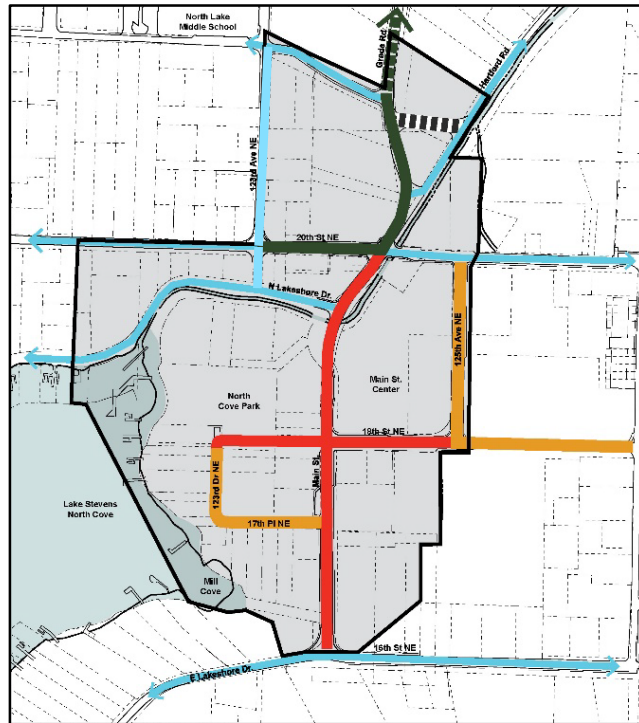 North Lake
Middle School
Grade Rd.
Hartford Rd.
123rd Ave NE
20th St NE
N Lakeshore Dr.
125th Ave NE
North
Cove Park
Main St.
Center
18th St NE
Main St.
123rd Dr NE
17th Pl NE
Lake Stevens
North Cove
Mill
Cove
16th St NE
E Lakeshore Dr.